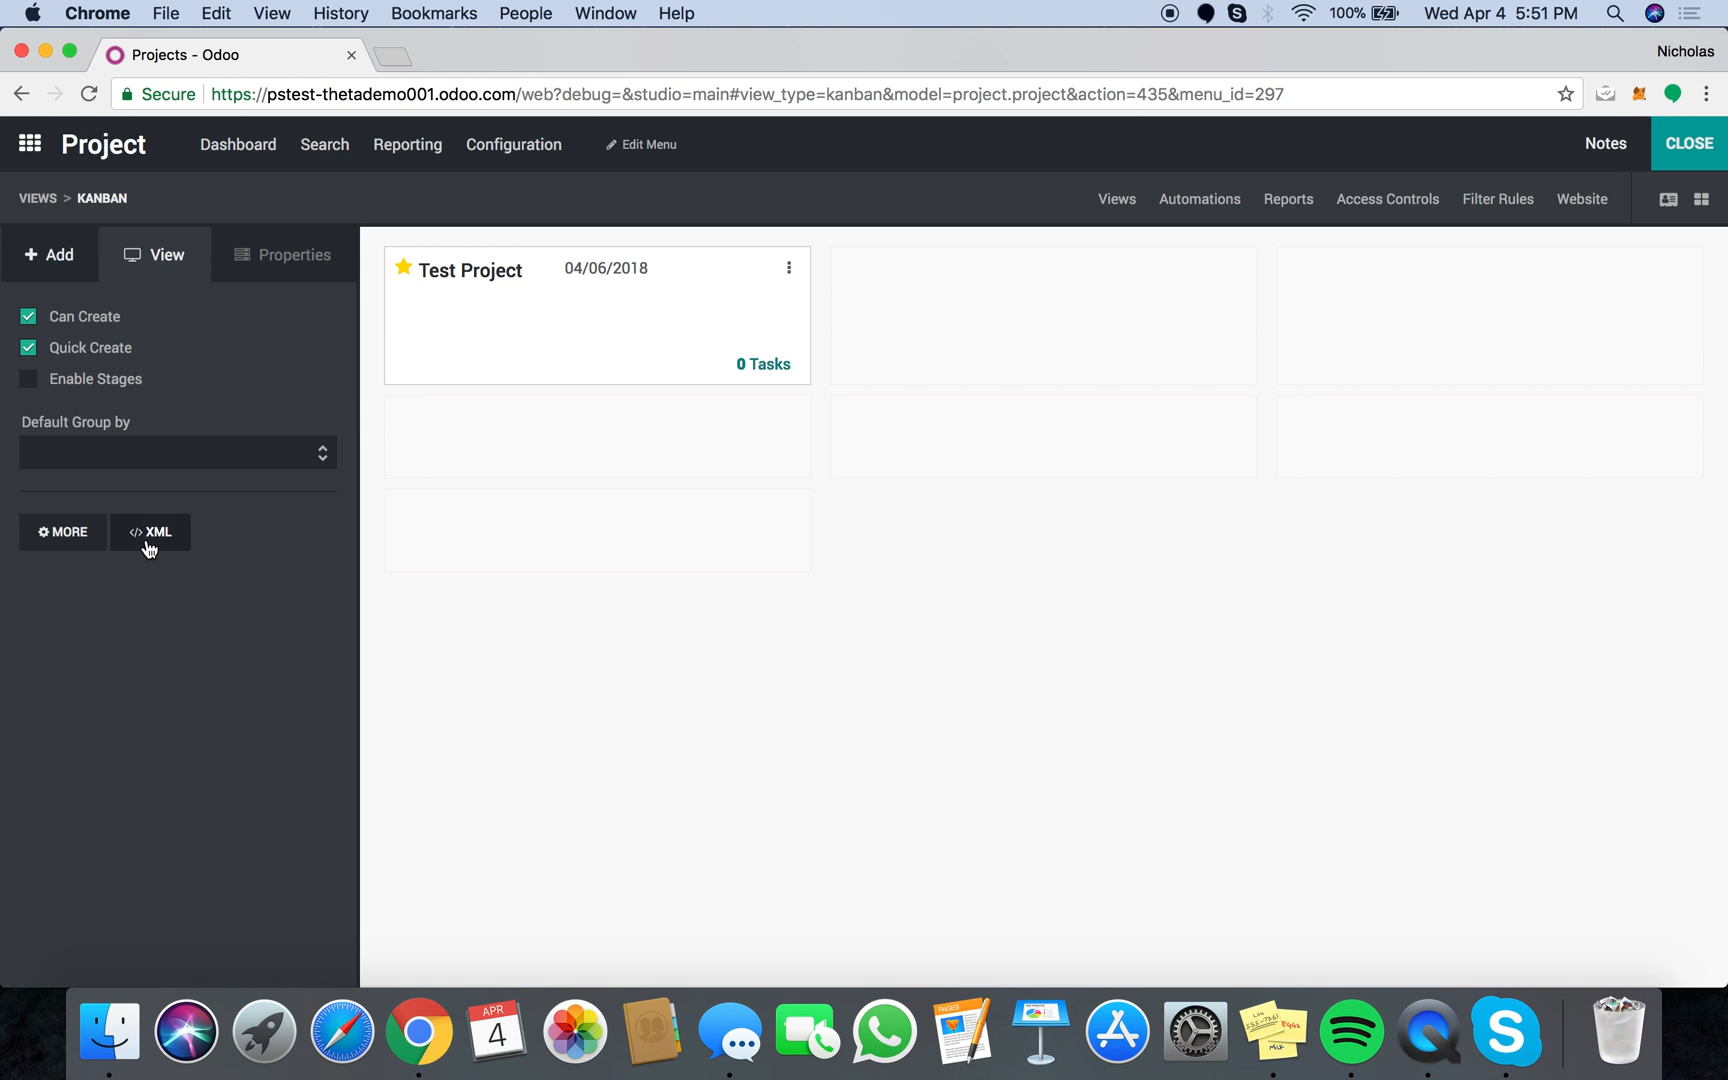 Chrome File Edit View History Bookmarks People Window Help 100% Wed Apr 4 5:51 PM
Projects - Odoo Nicholas
Secure https://pstest-thetademo001.odoo.com/web?debug=&studio=main#view_type=kanban&model=project.project&action=435&menu_id=297
Project Dashboard Search Reporting Configuration Edit Menu Notes CLOSE
VIEWS > KANBAN Views Automations Reports Access Controls Filter Rules Website
+ Add View Properties
Test Project 04/06/2018
Can Create
Quick Create
Enable Stages
0 Tasks
Default Group by
MORE </> XML
APR
4
PAGES
KEYNOTE
EGGS
MILK